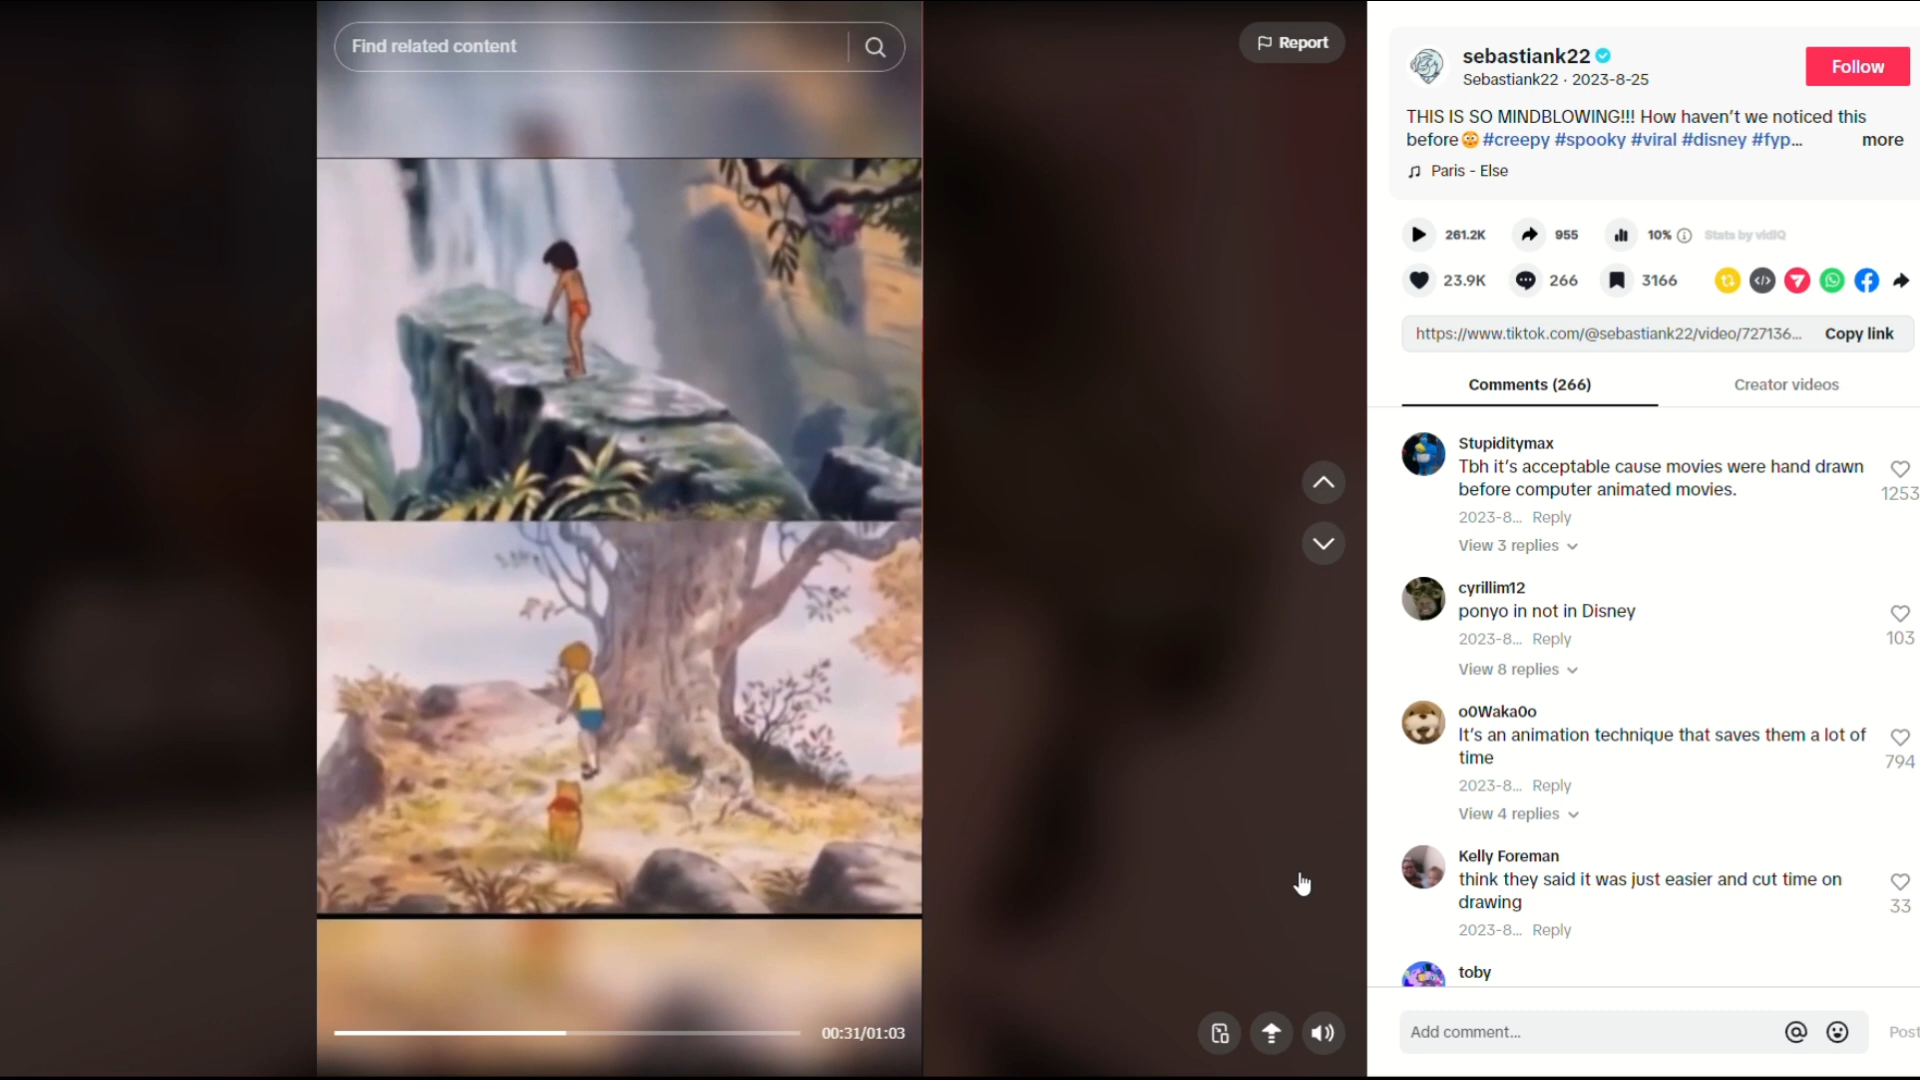 Find related content
Report
00:31/01:03
sebastiank22
Sebastiank22 · 2023-8-25
Follow
THIS IS SO MINDBLOWING!!! How haven't we noticed this
before😳 #creepy #spooky #viral #disney #fyp...
more
Paris - Else
261.2K
955
10%
Stats by vidIQ
23.9K
266
3166
https://www.tiktok.com/@sebastiank22/video/727136...
Copy link
Comments (266)
Creator videos
Stupiditymax
Tbh it's acceptable cause movies were hand drawn
before computer animated movies.
1253
2023-8... Reply
View 3 replies
cyrillim12
ponyo in not in Disney
103
2023-8... Reply
View 8 replies
o0Waka0o
It's an animation technique that saves them a lot of
time
794
2023-8... Reply
View 4 replies
Kelly Foreman
think they said it was just easier and cut time on
drawing
33
2023-8... Reply
toby
Add comment...
Post